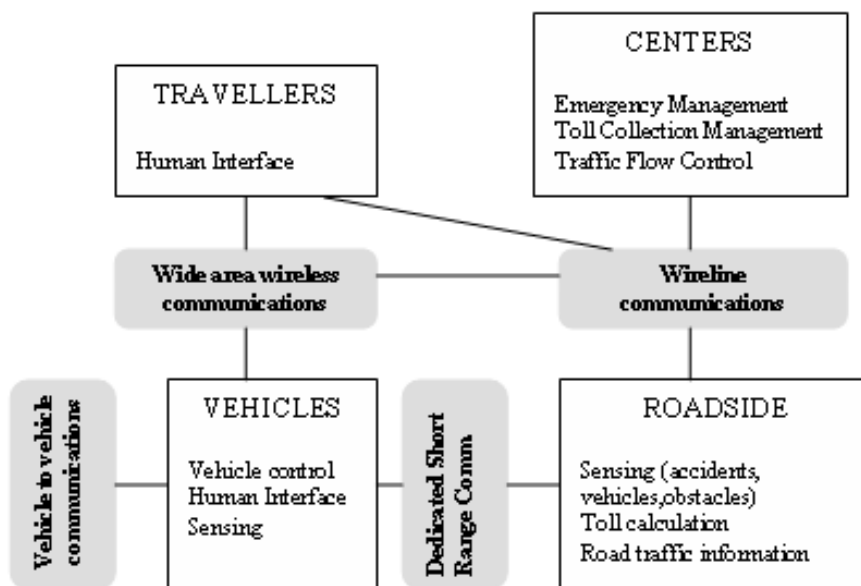 TRAVELLERS
Human Interface
CENTERS
Emergency Management
Toll Collection Management
Traffic Flow Control
Wide area wireless
communications
Wireline
communications
Vehicle to vehicle
communications
VEHICLES
Vehicle control
Human Interface
Sensing
Dedicated Short
Range Comm.
ROADSIDE
Sensing (accidents,
vehicles,obstacles)
Toll calculation
Road traffic information